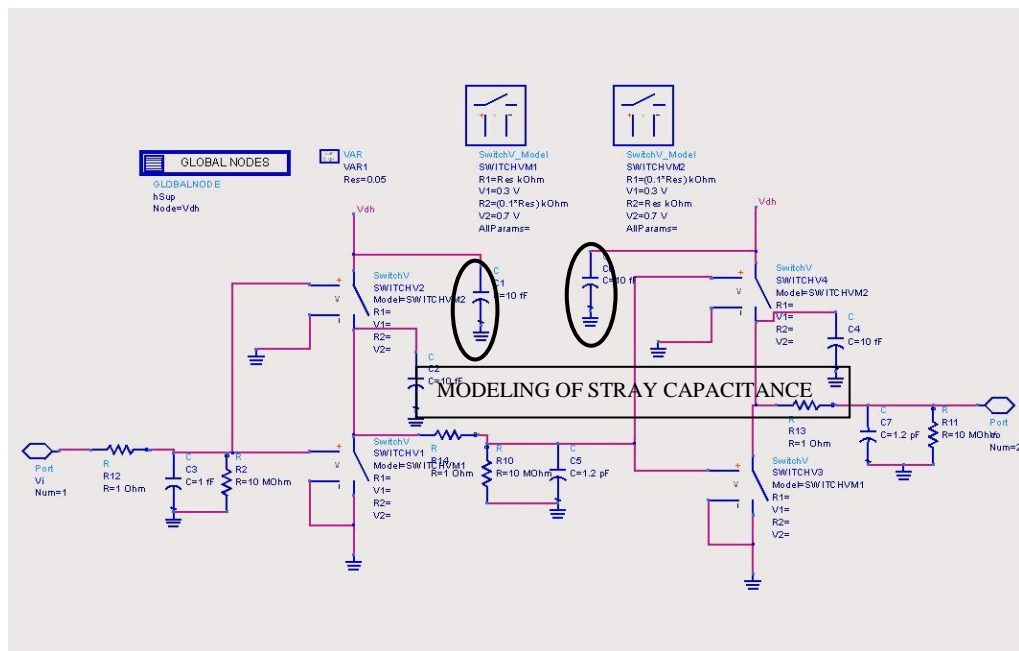 GLOBAL NODES
GLOBALNODE
hSup
Node=Vdh
VAR
VAR1
Res=0.05
SwitchV_Model
SWITCHVM1
R1=Res kOhm
V1=0.3 V
R2=(0.1*Res) kOhm
V2=0.7 V
AllParams=
SwitchV_Model
SWITCHVM2
R1=(0.1*Res) kOhm
V1=0.3 V
R2=Res kOhm
V2=0.7 V
AllParams=
Vdh
Vdh
SwitchV
SWITCHV2
Model=SWITCHVM2
R1=
V1=
R2=
V2=
C
C1
C=10 fF
C
C=10 fF
SwitchV
SWITCHV4
Model=SWITCHVM2
R1=
V1=
R2=
V2=
C
C4
C=10 fF
C
C2
C=10 fF
MODELING OF STRAY CAPACITANCE
Port
Vi
Num=1
R
R12
R=1 Ohm
C
C3
C=1 fF
R
R2
R=10 MOhm
SwitchV
SWITCHV1
Model=SWITCHVM1
R1=
V1=
R2=
V2=
R
R14
R=1 Ohm
R
R10
R=10 MOhm
C
C5
C=1.2 pF
SwitchV
SWITCHV3
Model=SWITCHVM1
R1=
V1=
R2=
V2=
R
R13
R=1 Ohm
C
C7
C=1.2 pF
R
R11
R=10 MOhm
Port
Num=2